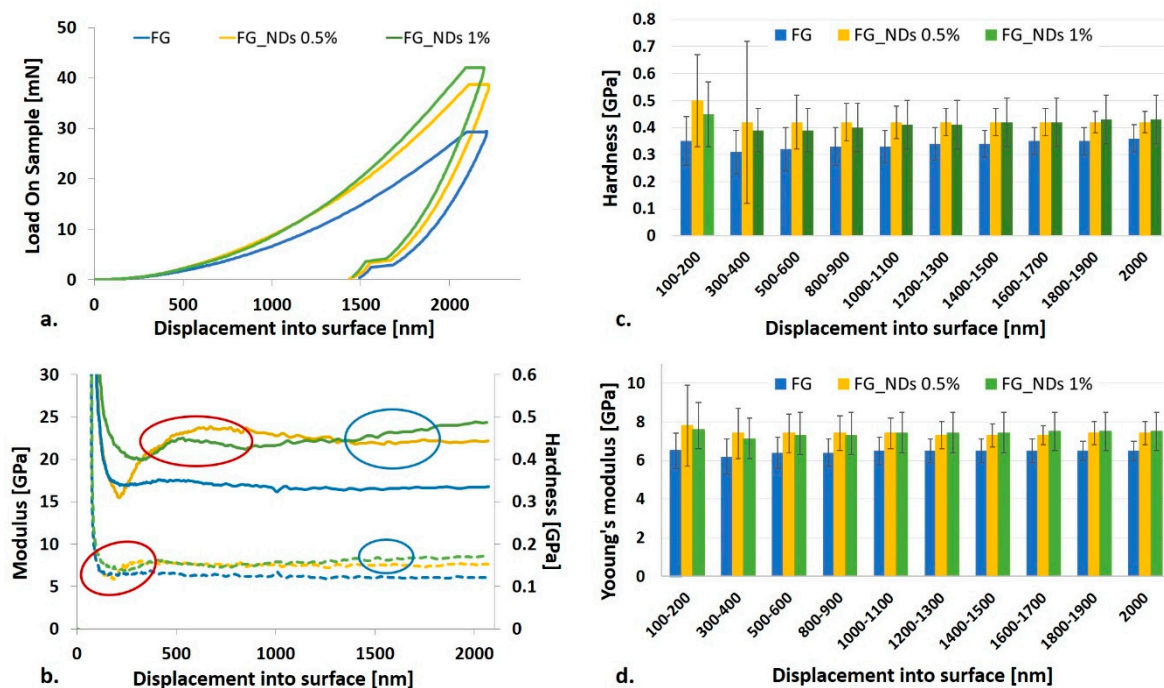 50
40
30
20
10
0
Load On Sample [mN]
FG FG_NDs 0.5% FG_NDs 1%
0 500 1000 1500 2000
Displacement into surface [nm]
a.
0.8
0.7
0.6
0.5
0.4
0.3
0.2
0.1
0
Hardness [GPa]
FG FG_NDs 0.5% FG_NDs 1%
100-200 300-400 500-600 800-900 1000-1100 1200-1300 1400-1500 1600-1700 1800-1900 2000
Displacement into surface [nm]
c.
30
25
20
15
10
5
0
Modulus [GPa]
0.6
0.5
0.4
0.3
0.2
0.1
0
Hardness
[GPa]
0 500 1000 1500 2000
Displacement into surface [nm]
b.
10
8
6
4
2
0
Yooung's modulus [GPa]
FG FG_NDs 0.5% FG_NDs 1%
100-200 300-400 500-600 800-900 1000-1100 1200-1300 1400-1500 1600-1700 1800-1900 2000
Displacement into surface [nm]
d.